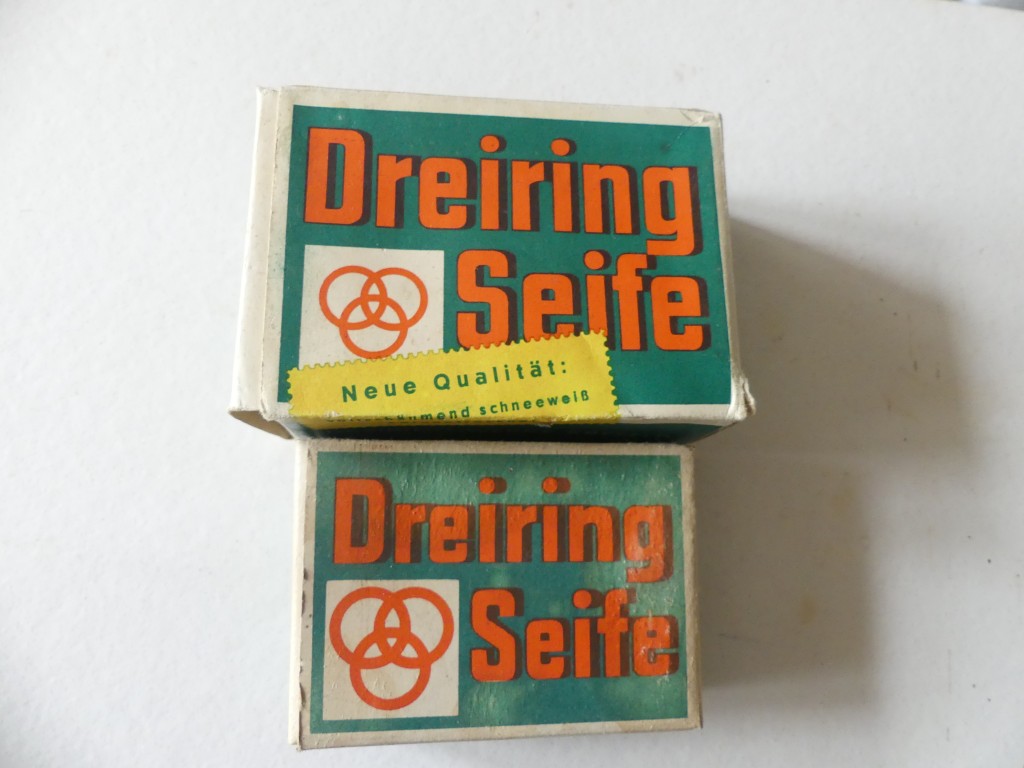 Dreiring
Seife
Neue Qualität:
schneeweiß
Dreiring
Seife